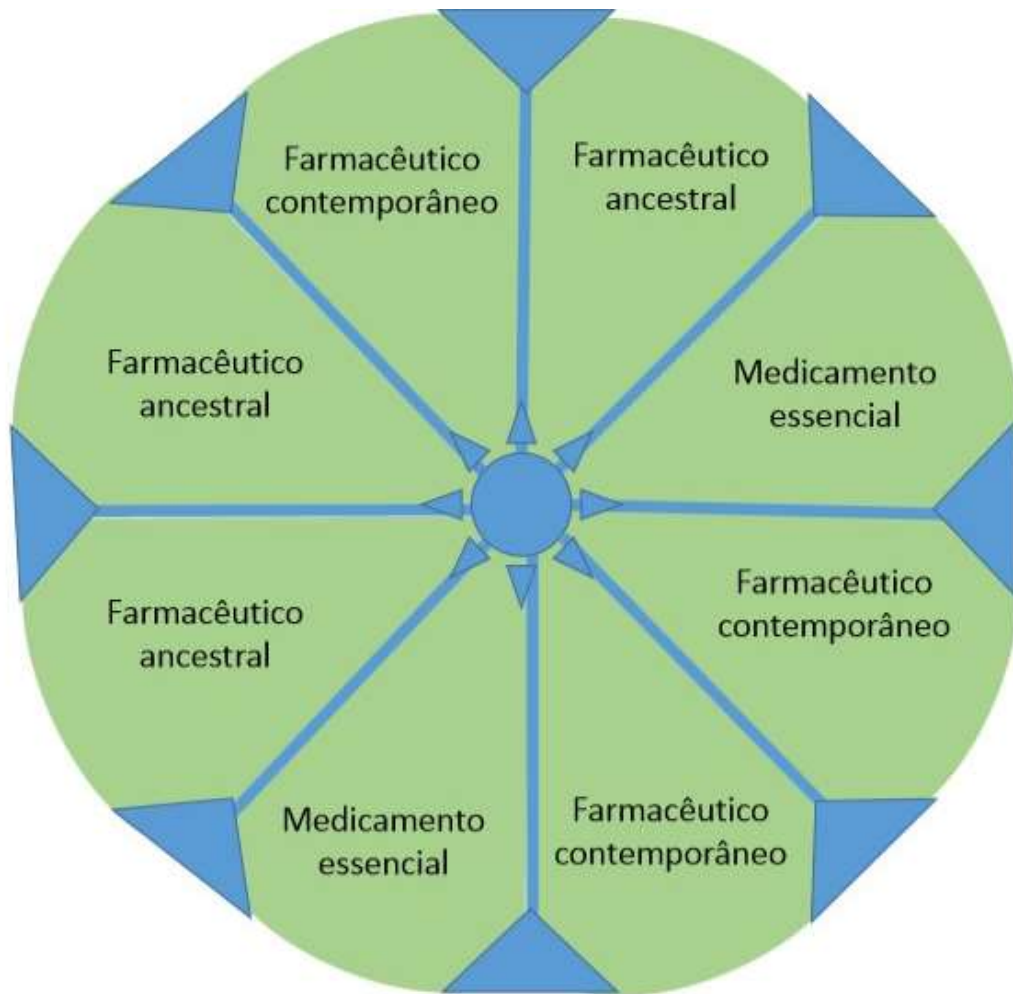 Farmacêutico
contemporâneo
Farmacêutico
ancestral
Farmacêutico
ancestral
Medicamento
essencial
Farmacêutico
ancestral
Farmacêutico
contemporâneo
Medicamento
essencial
Farmacêutico
contemporâneo